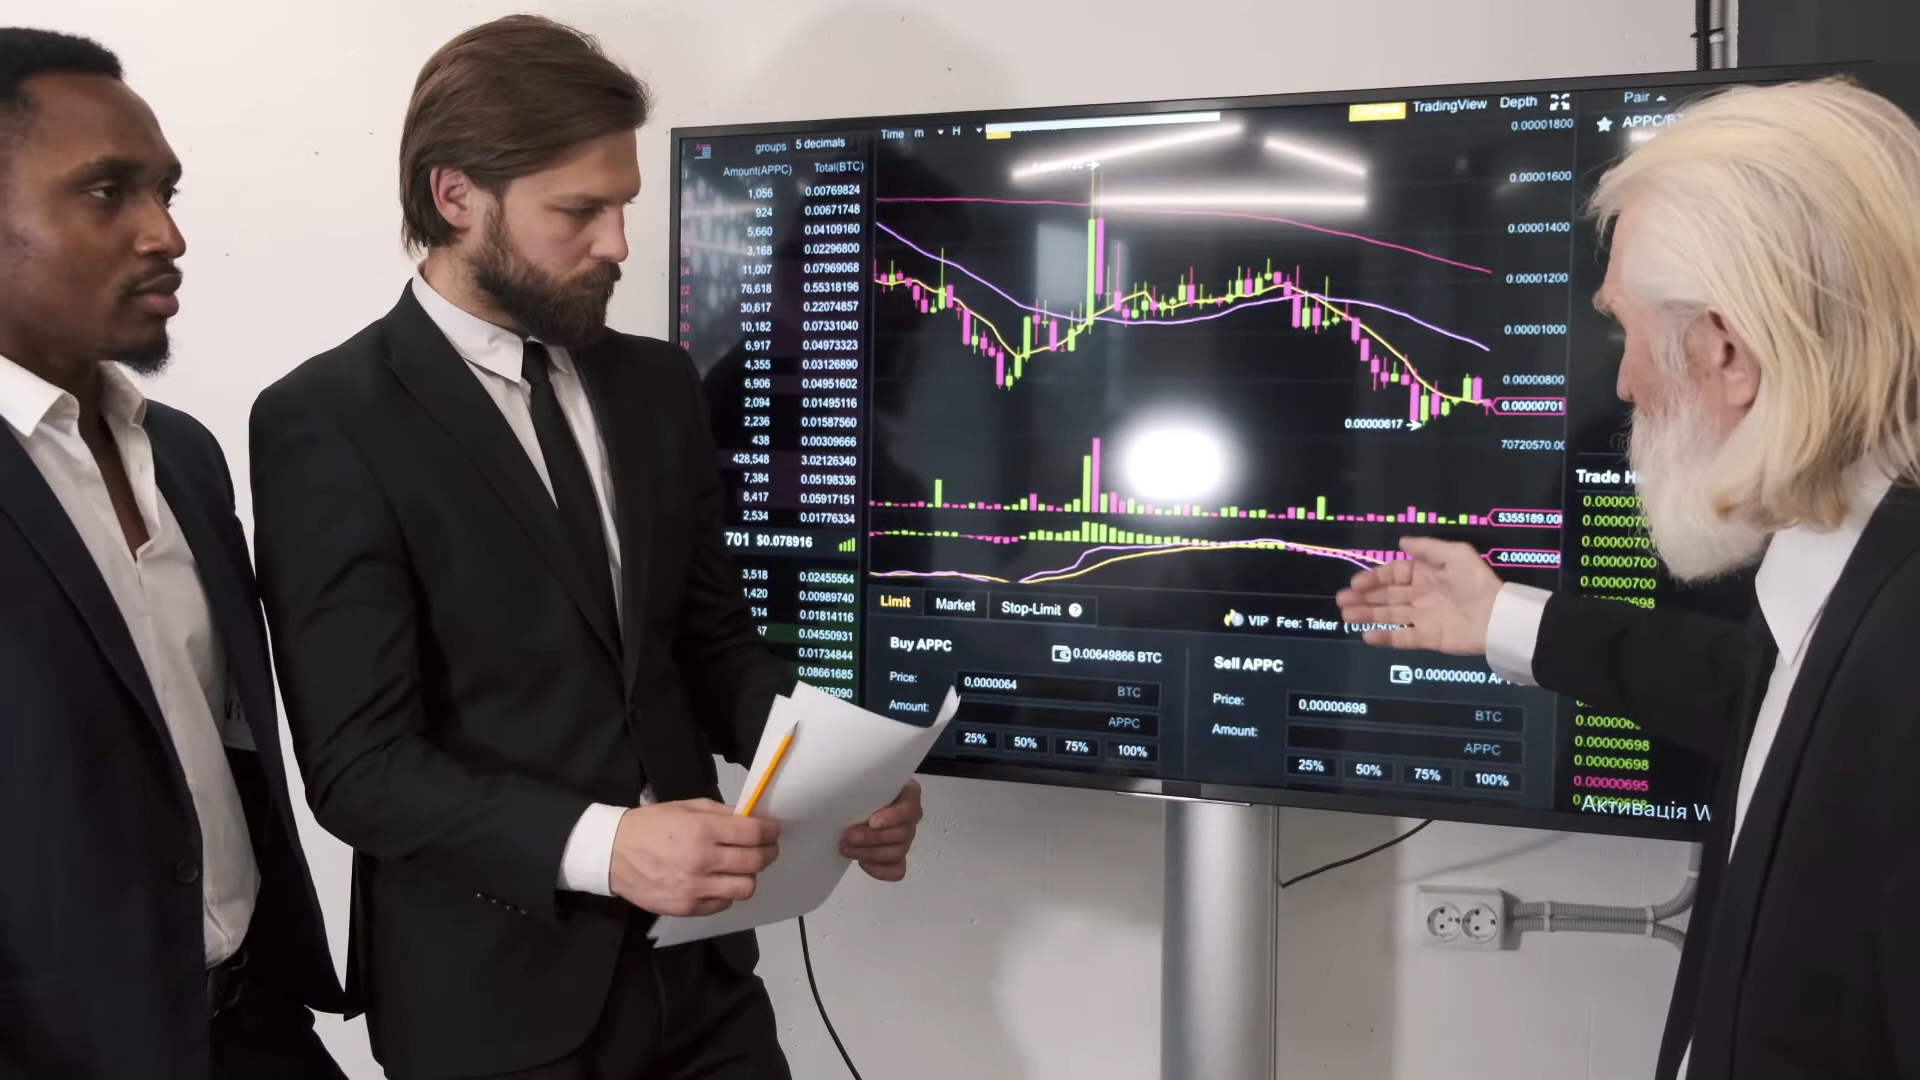 groups 5 decimals
Amount(APPC) Total(BTC)
1,056 0.00769824
924 0.00671748
5,660 0.04109160
3,168 0.02296800
11,007 0.07969068
76,618 0.55318196
30,617 0.22074857
10,182 0.07331040
6,917 0.04973323
4,355 0.03126890
6,906 0.04951602
2,094 0.01495116
2,236 0.01587560
438 0.00309666
428,548 3.02126340
7,384 0.05198336
8,417 0.05917151
2,534 0.01776334
701 $0.078916
3,518 0.02455564
1,420 0.00989740
514 0.01814116
67 0.04550931
0.01734844
0.08661685
Time m H
TradingView Depth
0.00001800
0.00001600
0.00001400
0.00001200
0.00001000
0.00000800
0.00000701
0.00000617
70720570.00
5355189.00
-0.00000005
Limit Market Stop-Limit ?
VIP Fee: Taker
Buy APPC 0.00649866 BTC
Price: 0,0000064 BTC
Amount: APPC
25% 50% 75% 100%
Sell APPC 0.00000000
Price: 0,00000698 BTC
Amount: APPC
25% 50% 75% 100%
Pair
APPC/B
Trade H
0.0000070
0.00000700
0.00000700
0.00000698
0.00000698
0.00000695
Активація W